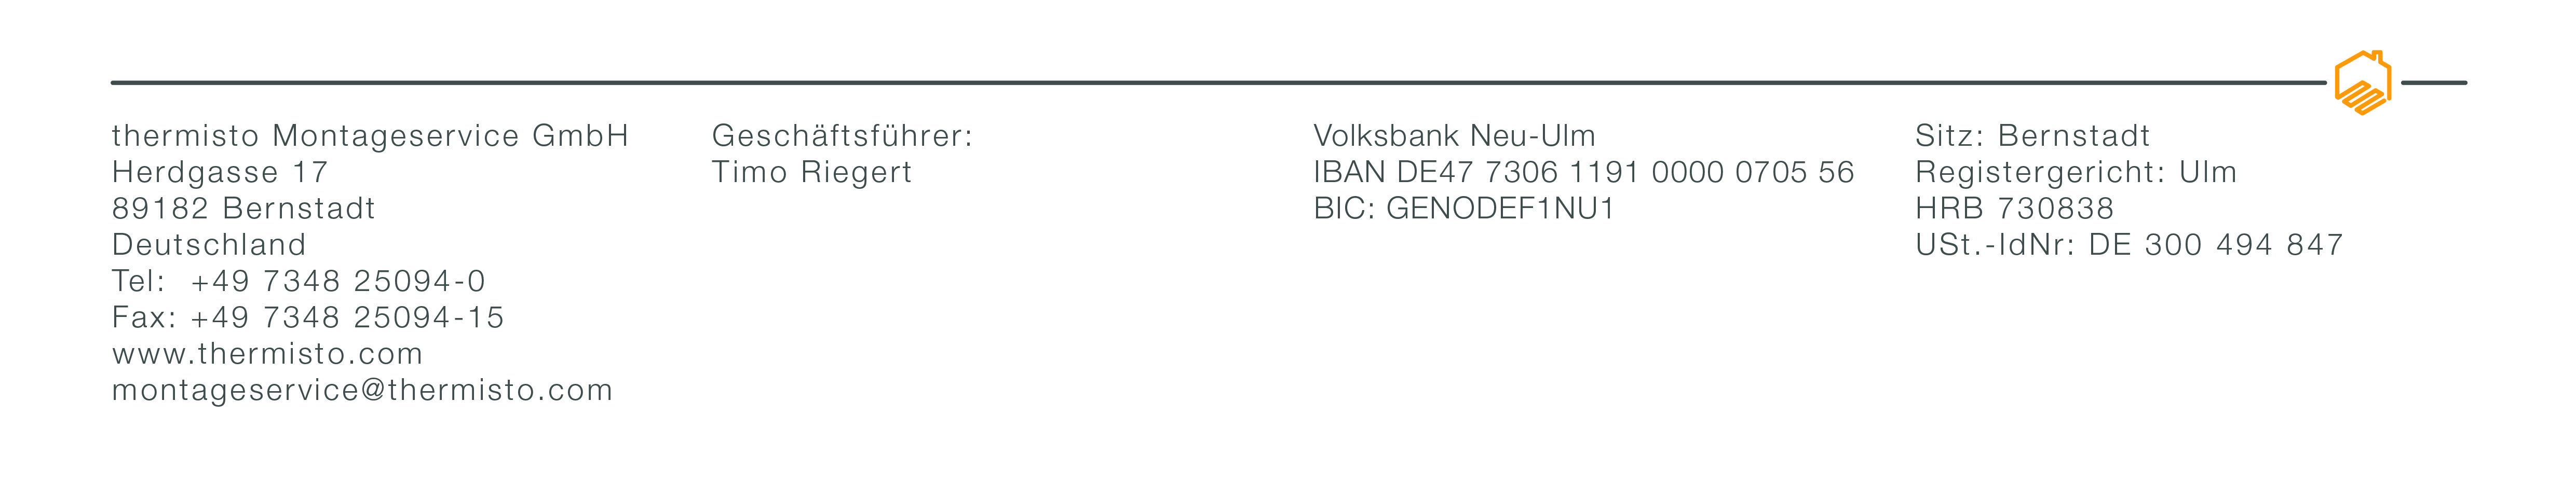 thermisto Montageservice GmbH
Herdgasse 17
89182 Bernstadt
Deutschland
Tel: +49 7348 25094-0
Fax: +49 7348 25094-15
www.thermisto.com
montageservice@thermisto.com
Geschäftsführer:
Timo Riegert
Volksbank Neu-Ulm
IBAN DE47 7306 1191 0000 0705 56
BIC: GENODEF1NU1
Sitz: Bernstadt
Registergericht: Ulm
HRB 730838
USt.-IdNr: DE 300 494 847